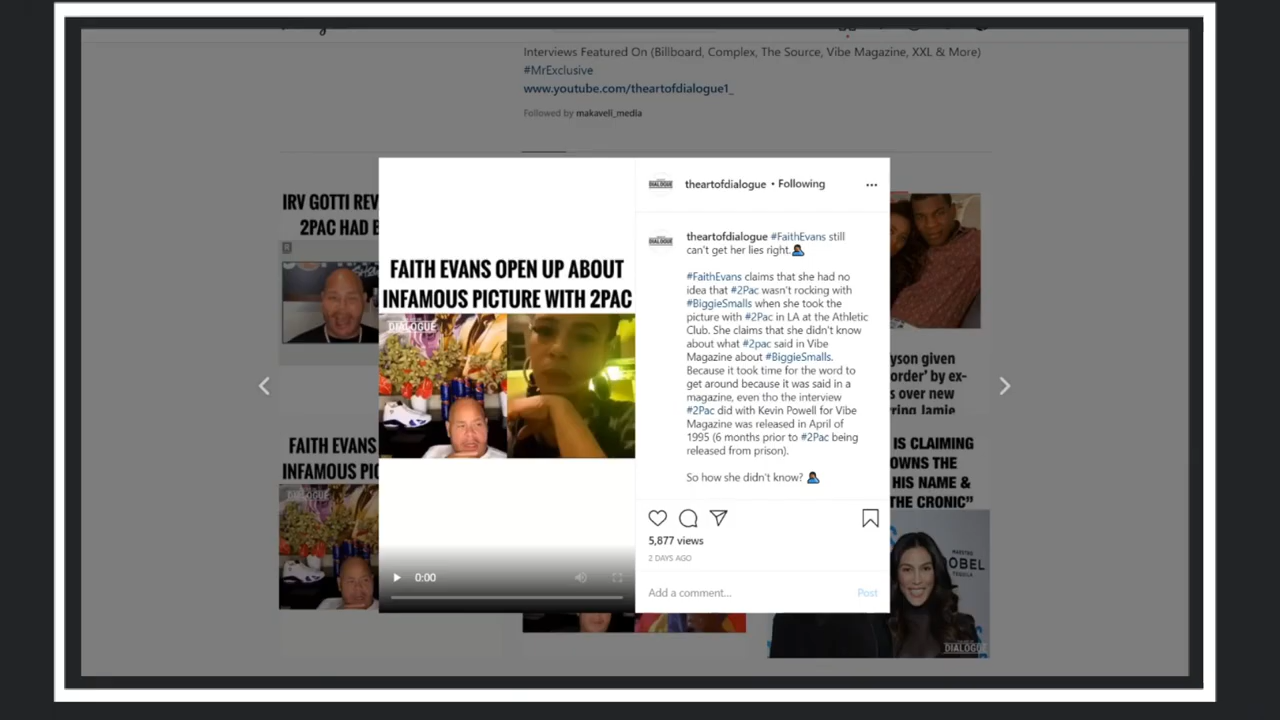 Interviews Featured On (Billboard, Complex, The Source, Vibe Magazine, XXL & More)
#MrExclusive
www.youtube.com/theartofdialogue1_
Followed by makaveli_media
IRV GOTTI REV
2PAC HAD
FAITH EVANS
INFAMOUS PIC
DIALOGUE
FAITH EVANS OPEN UP ABOUT
INFAMOUS PICTURE WITH 2PAC
DIALOGUE
0:00
DIALOGUE
theartofdialogue • Following
DIALOGUE
theartofdialogue #FaithEvans still
can't get her lies right.
#FaithEvans claims that she had no
idea that #2Pac wasn't rocking with
#BiggieSmalls when she took the
picture with #2Pac in LA at the Athletic
Club. She claims that she didn't know
about what #2pac said in Vibe
Magazine about #BiggieSmalls.
Because it took time for the word to
get around because it was said in a
magazine, even tho the interview
#2Pac did with Kevin Powell for Vibe
Magazine was released in April of
1995 (6 months prior to #2Pac being
released from prison).
So how she didn't know?
5,877 views
2 DAYS AGO
Add a comment...
Post
yson given
order' by ex-
s over new
ring Jamie
IS CLAIMING
OWNS THE
HIS NAME &
THE CRONIC"
NOBEL
TEQUILA
DIALOGUE